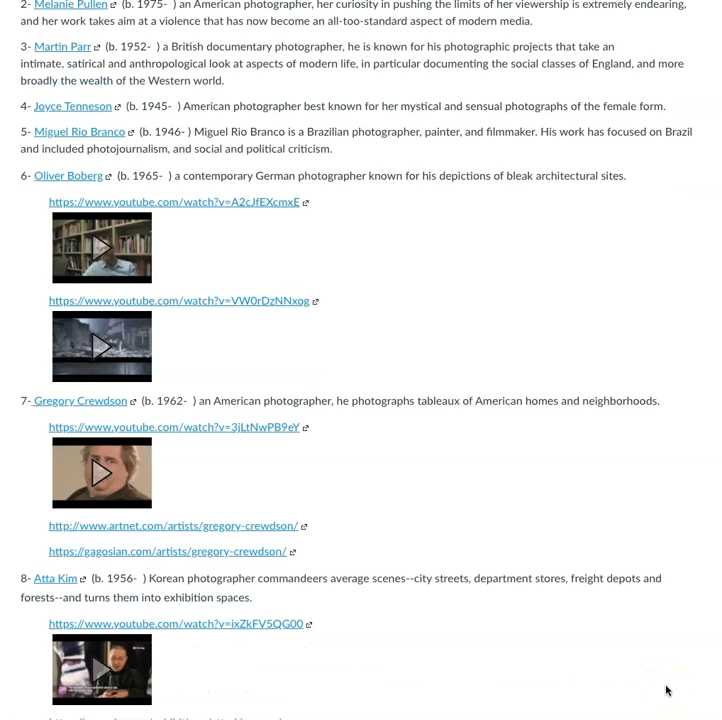 2- Melanie Pullen (b. 1975-  ) an American photographer, her curiosity in pushing the limits of her viewership is extremely endearing,
and her work takes aim at a violence that has now become an all-too-standard aspect of modern media.
3- Martin Parr (b. 1952-  ) a British documentary photographer, he is known for his photographic projects that take an
intimate, satirical and anthropological look at aspects of modern life, in particular documenting the social classes of England, and more
broadly the wealth of the Western world.
4- Joyce Tenneson (b. 1945-  ) American photographer best known for her mystical and sensual photographs of the female form.
5- Miguel Rio Branco (b. 1946- ) Miguel Rio Branco is a Brazilian photographer, painter, and filmmaker. His work has focused on Brazil
and included photojournalism, and social and political criticism.
6- Oliver Boberg (b. 1965-  ) a contemporary German photographer known for his depictions of bleak architectural sites.
https://www.youtube.com/watch?v=A2cJfEXcmxE
https://www.youtube.com/watch?v=VW0rDzNNxog
7- Gregory Crewdson (b. 1962-  ) an American photographer, he photographs tableaux of American homes and neighborhoods.
https://www.youtube.com/watch?v=3jLtNwPB9eY
http://www.artnet.com/artists/gregory-crewdson/
https://gagosian.com/artists/gregory-crewdson/
8- Atta Kim (b. 1956-  ) Korean photographer commandeers average scenes--city streets, department stores, freight depots and
forests--and turns them into exhibition spaces.
https://www.youtube.com/watch?v=ixZkFV5QG00